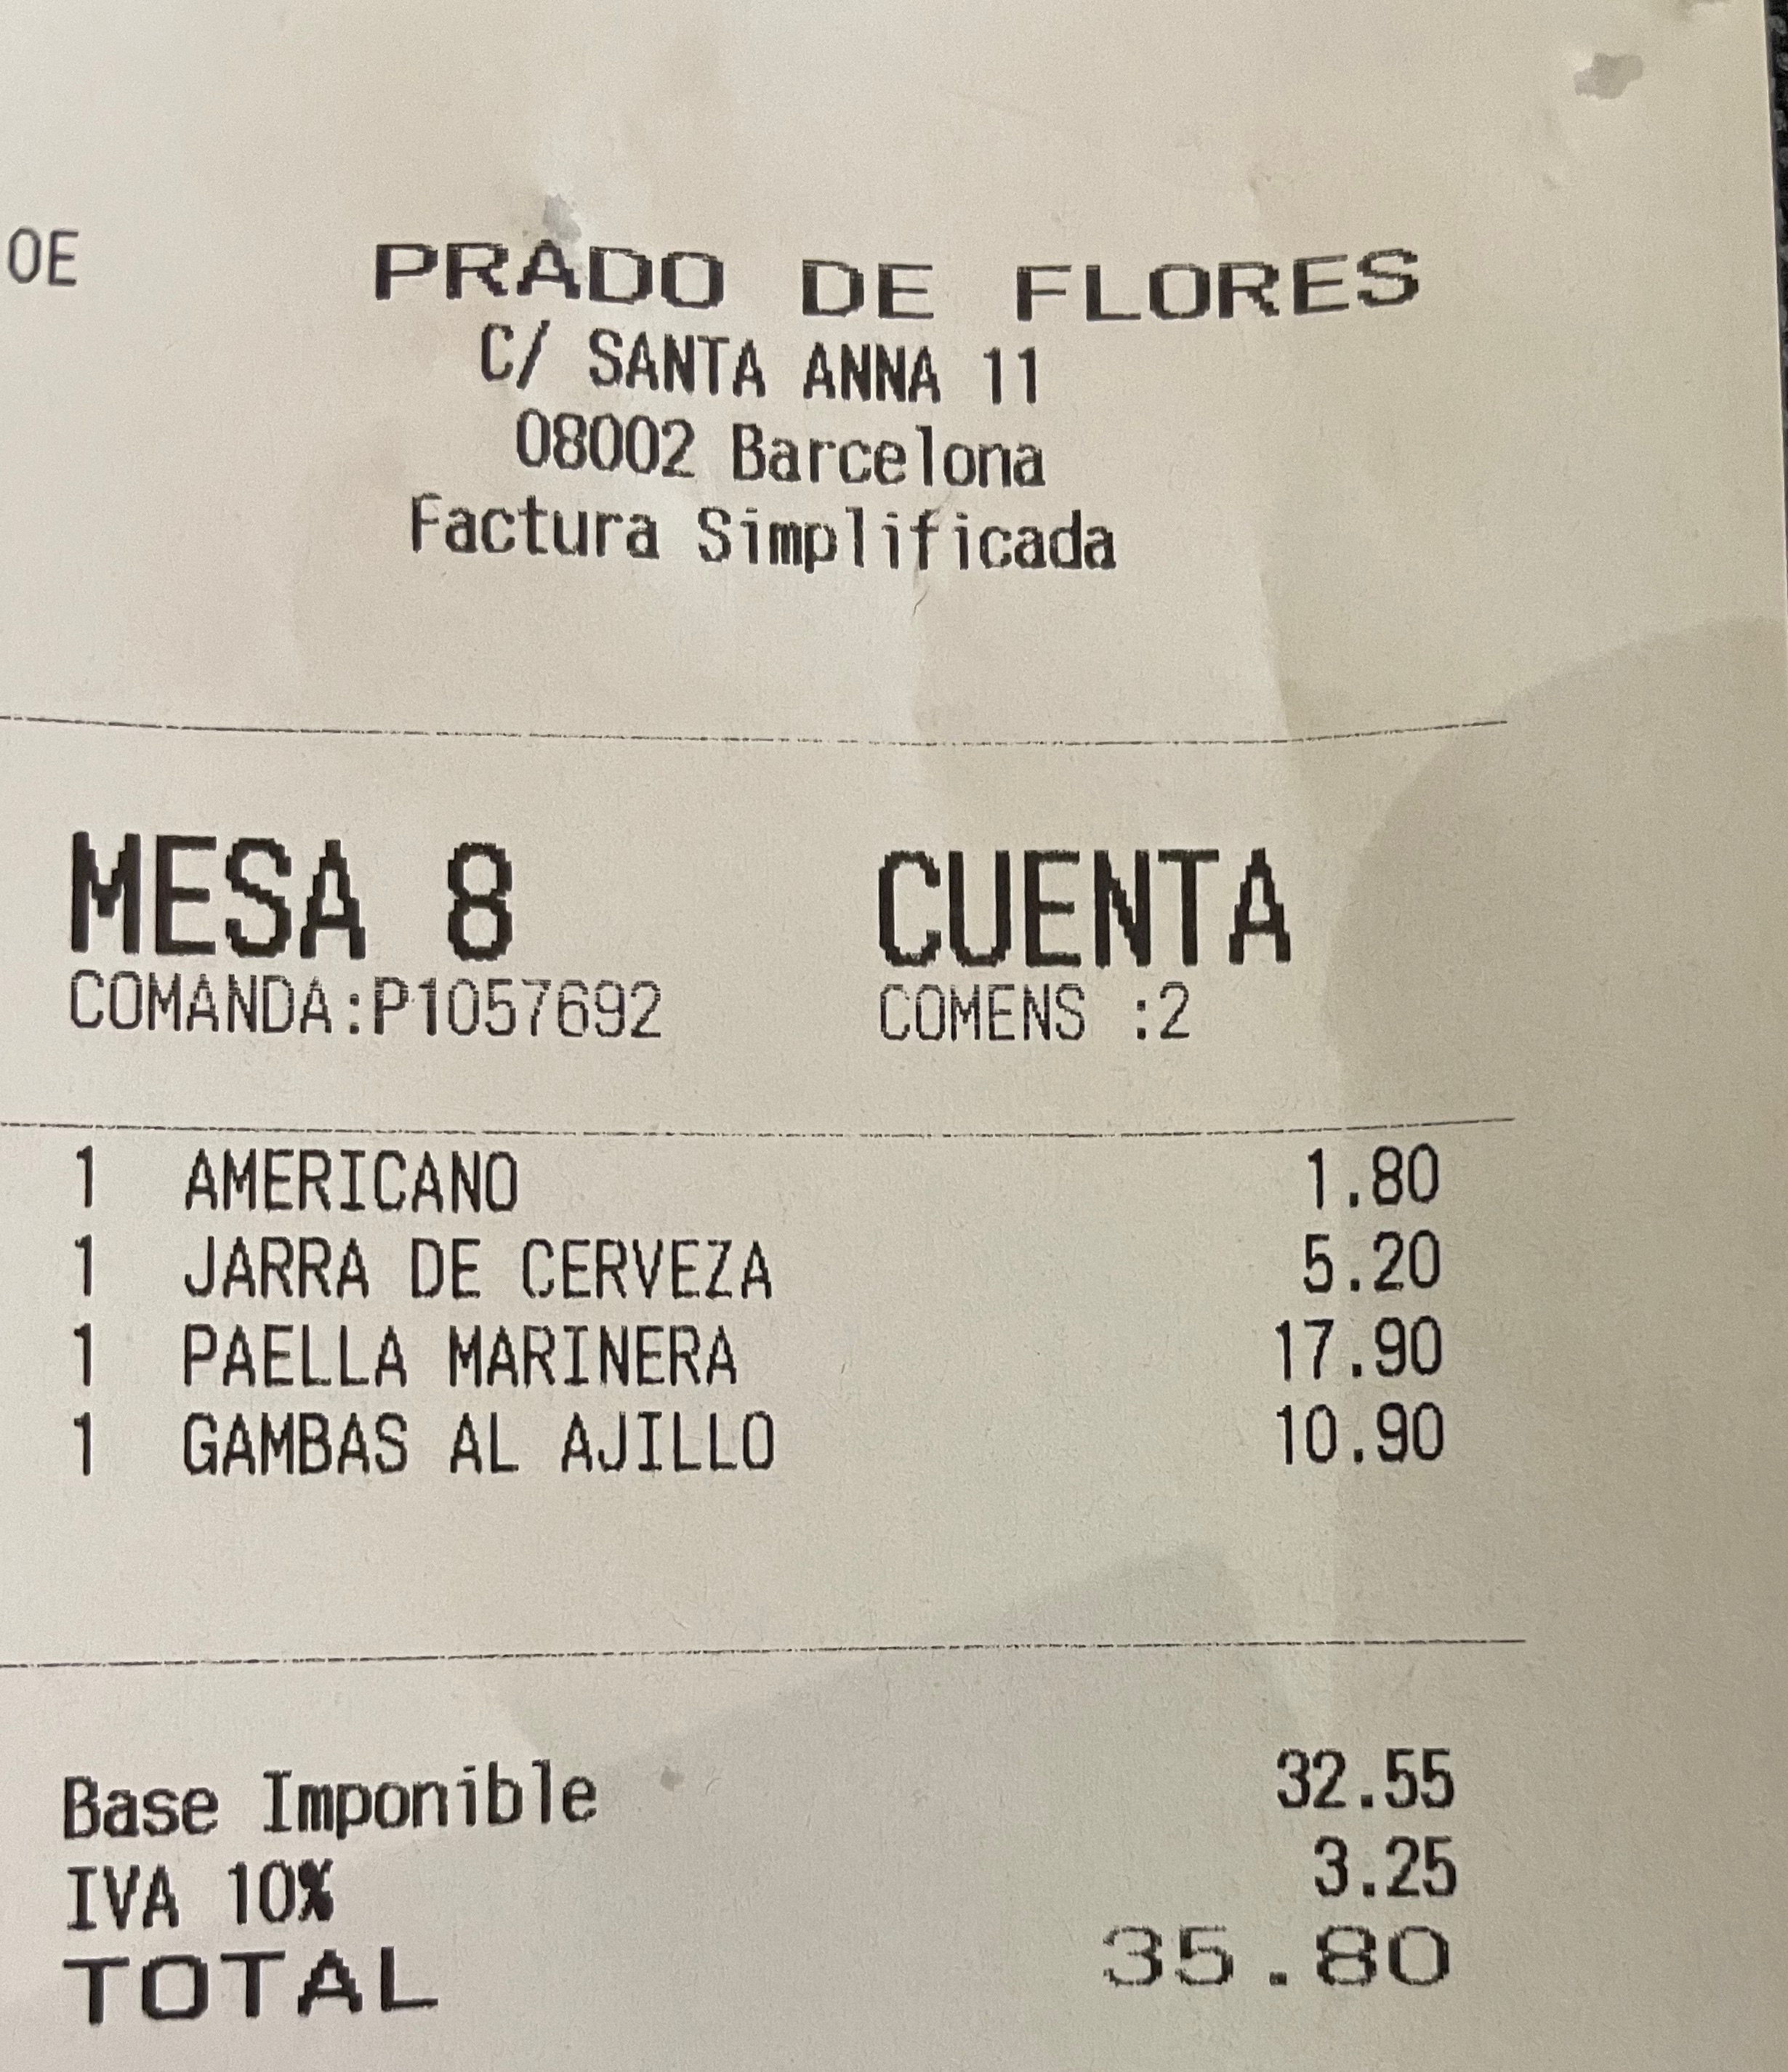 OE
PRADO DE FLORES
C/ SANTA ANNA 11
08002 Barcelona
Factura Simplificada
MESA 8 CUENTA
COMANDA:P1057692 COMENS :2
1 AMERICANO 1.80
1 JARRA DE CERVEZA 5.20
1 PAELLA MARINERA 17.90
1 GAMBAS AL AJILLO 10.90
Base Imponible 32.55
IVA 10% 3.25
TOTAL 35.80